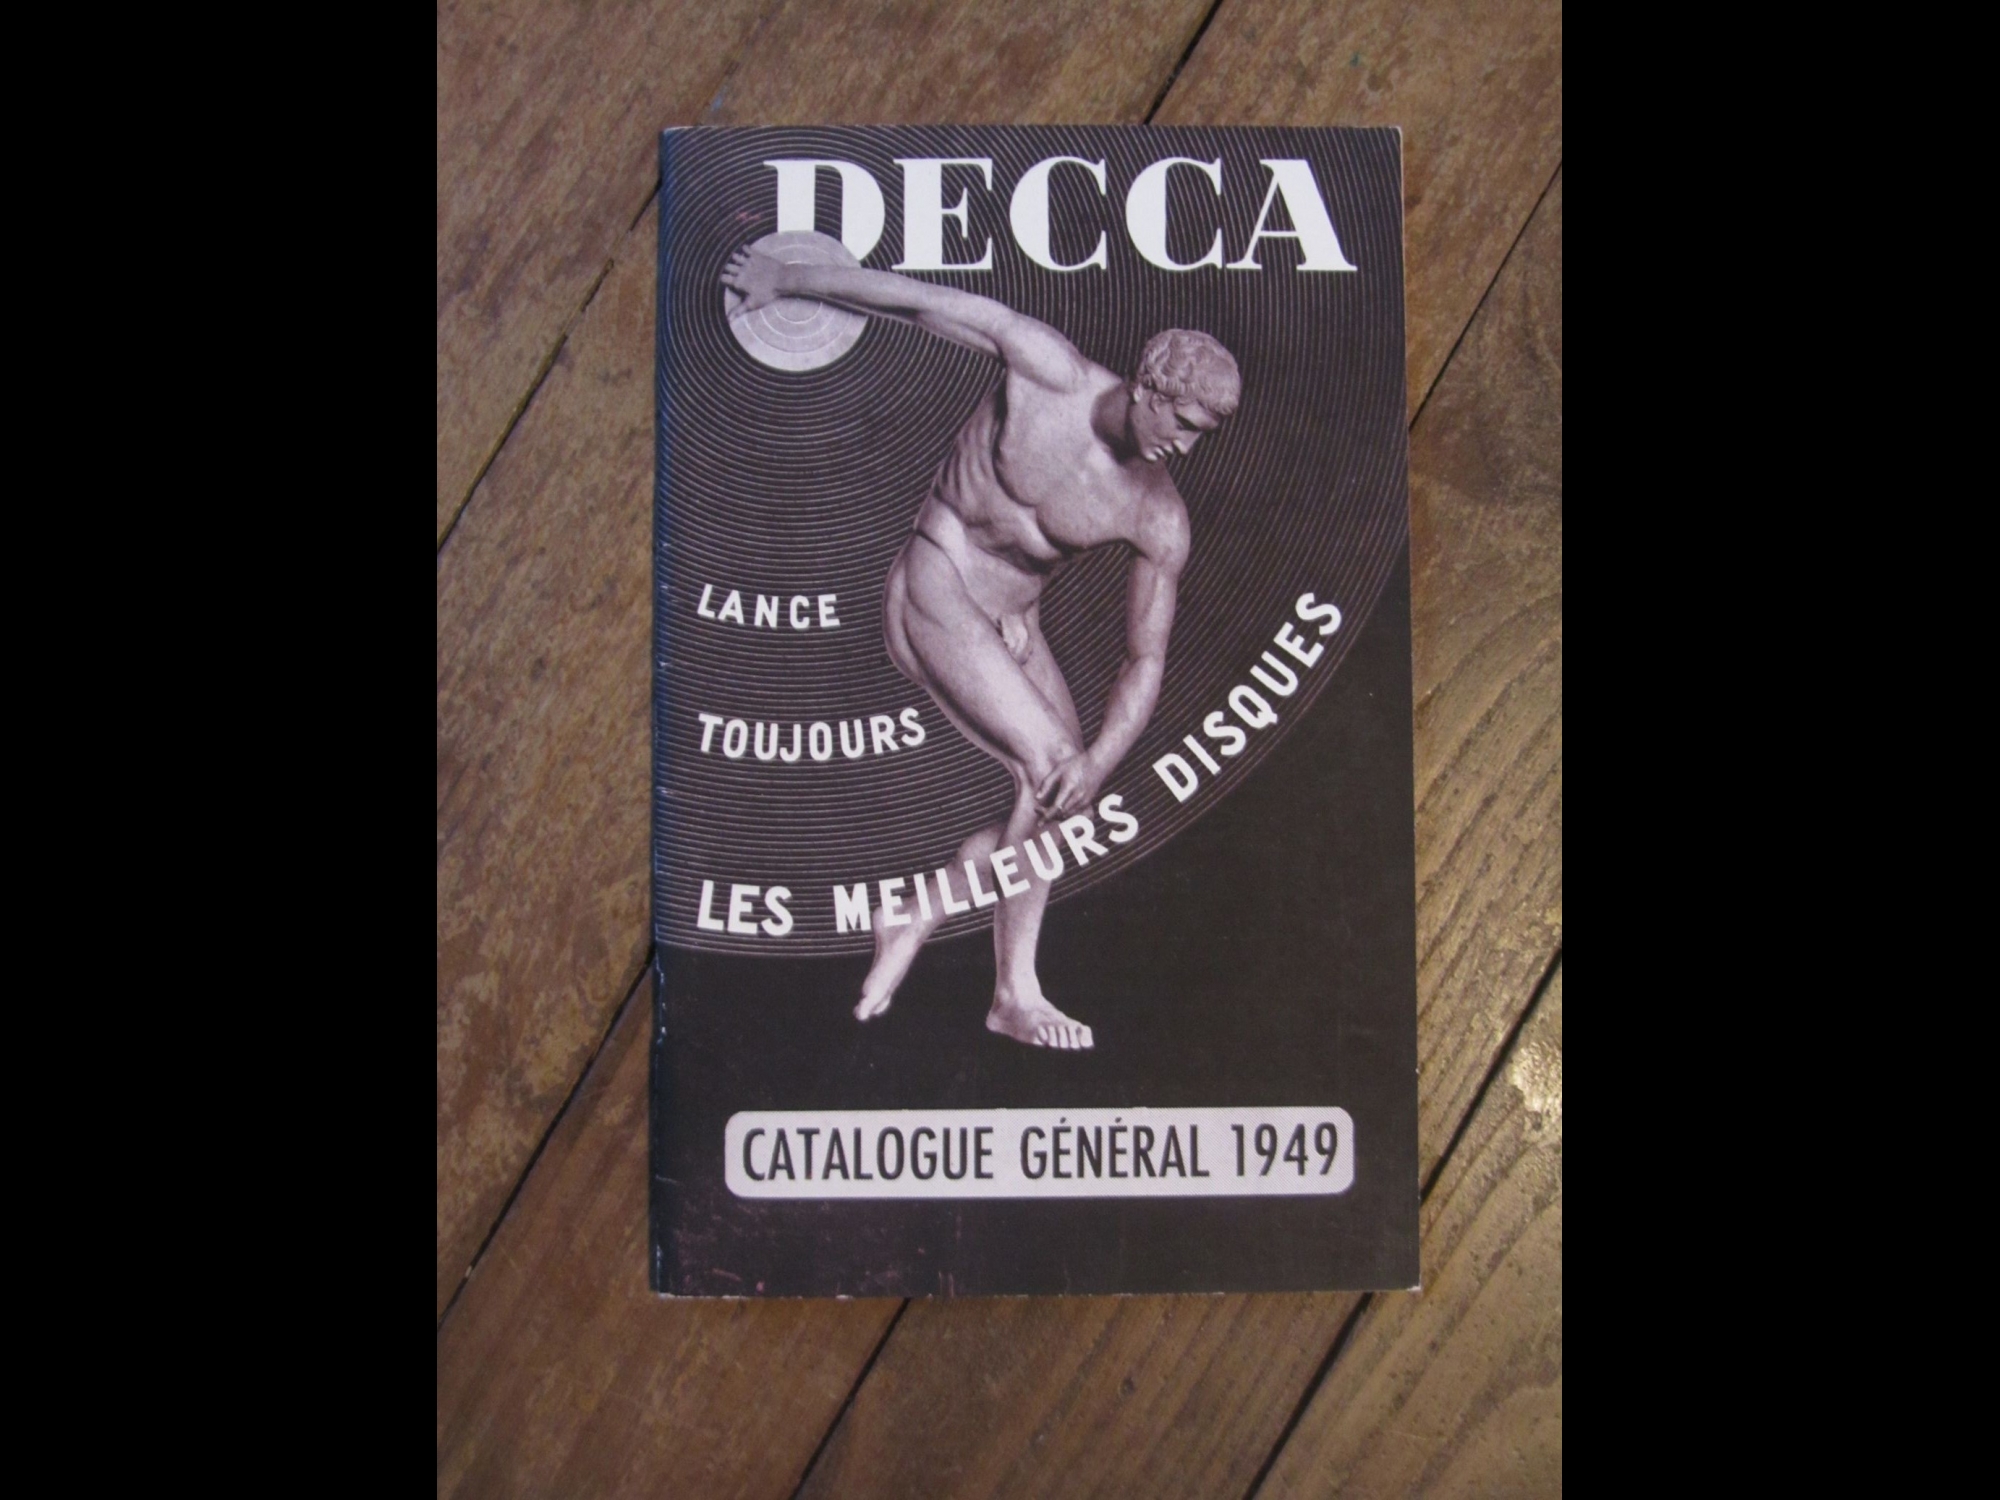 DECCA
LANCE
TOUJOURS
LES MEILLEURS DISQUES
CATALOGUE GÉNÉRAL 1949